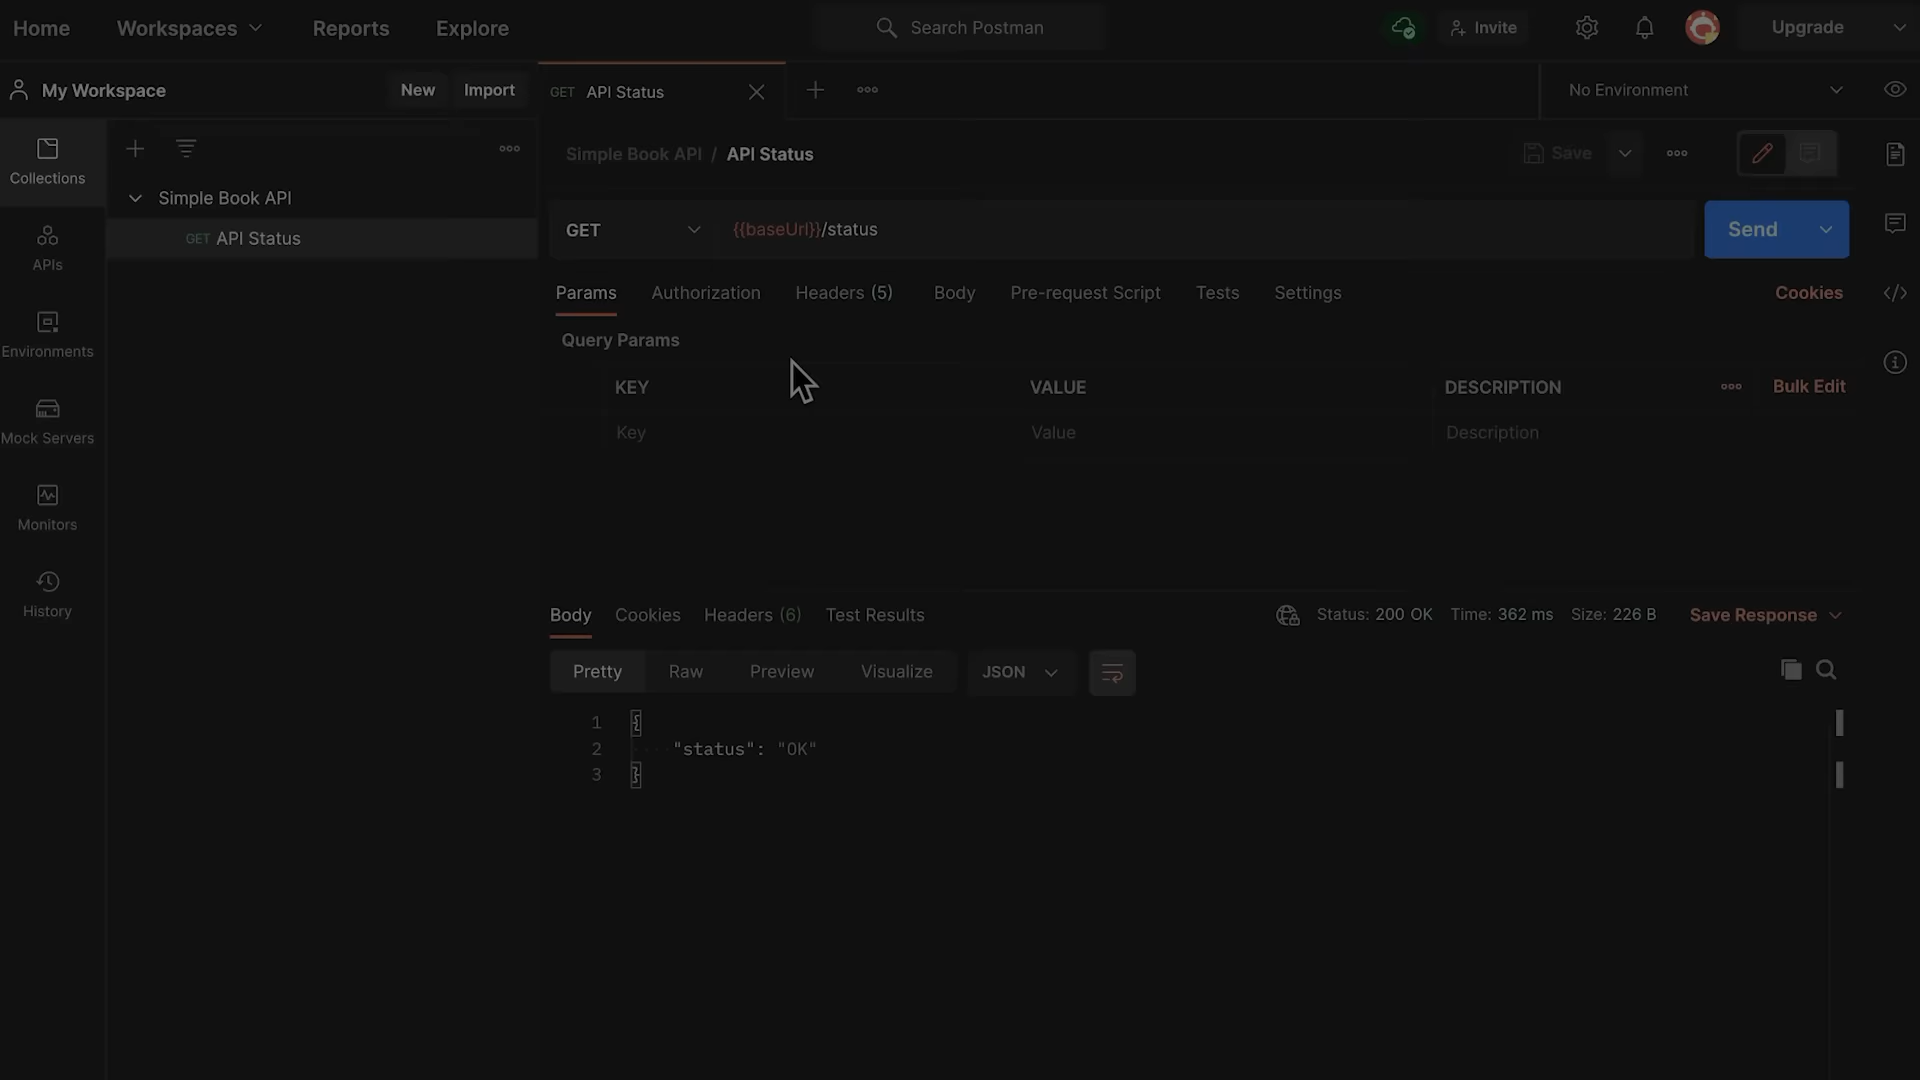 Home Workspaces Reports Explore Search Postman Invite Upgrade
My Workspace New Import GET API Status No Environment
Collections
APIs
Environments
Mock Servers
Monitors
History
Simple Book API
GET API Status
Simple Book API / API Status Save
GET {{baseUrl}}/status Send
Params Authorization Headers (5) Body Pre-request Script Tests Settings Cookies
Query Params
KEY VALUE DESCRIPTION Bulk Edit
Key Value Description
Body Cookies Headers (6) Test Results Status: 200 OK Time: 362 ms Size: 226 B Save Response
Pretty Raw Preview Visualize JSON
1 {
2 "status": "OK"
3 }